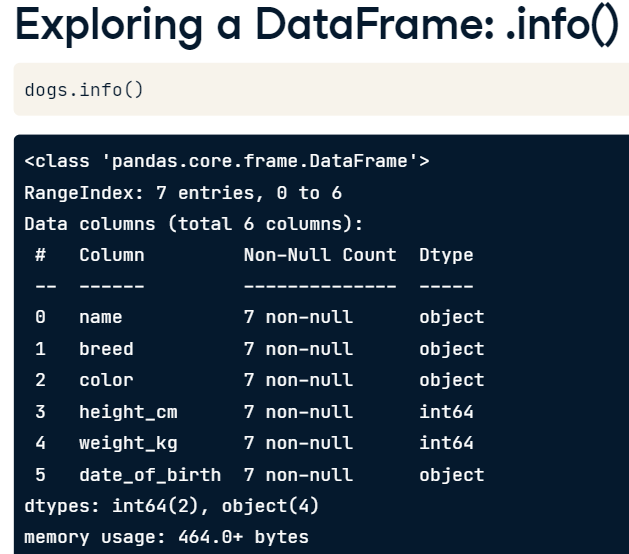 Exploring a DataFrame: .info()
dogs.info()
<class 'pandas.core.frame.DataFrame'>
RangeIndex: 7 entries, 0 to 6
Data columns (total 6 columns):
 #   Column         Non-Null Count  Dtype
--  ------         --------------  -----
 0   name           7 non-null      object
 1   breed          7 non-null      object
 2   color          7 non-null      object
 3   height_cm      7 non-null      int64
 4   weight_kg      7 non-null      int64
 5   date_of_birth  7 non-null      object
dtypes: int64(2), object(4)
memory usage: 464.0+ bytes